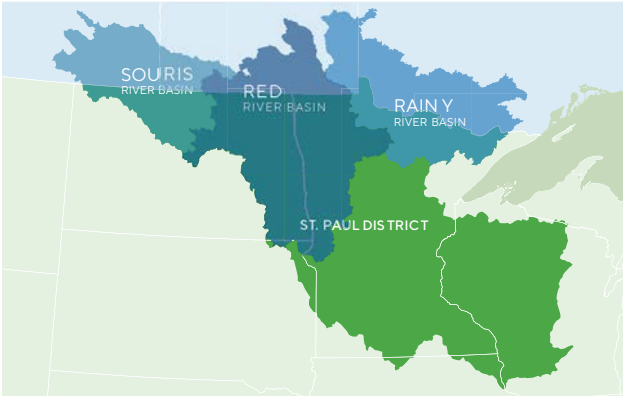 SOURIS
RIVER BASIN
RED
RIVER BASIN
RAINY
RIVER BASIN
ST. PAUL DISTRICT